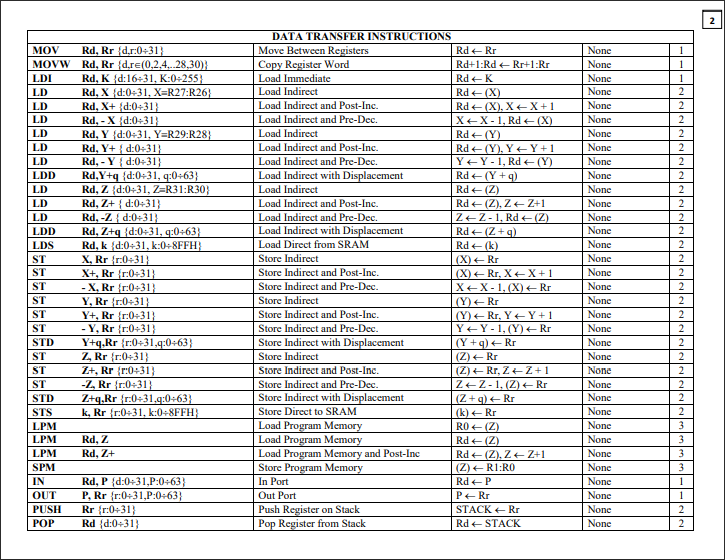 2
DATA TRANSFER INSTRUCTIONS
MOV Rd, Rr {d,r:0÷31} Move Between Registers Rd ← Rr None 1
MOVW Rd, Rr {d,r∈(0,2,4,..28,30)} Copy Register Word Rd+1:Rd ← Rr+1:Rr None 1
LDI Rd, K {d:16÷31, K:0÷255} Load Immediate Rd ← K None 1
LD Rd, X {d:0÷31, X=R27:R26} Load Indirect Rd ← (X) None 2
LD Rd, X+ {d:0÷31} Load Indirect and Post-Inc. Rd ← (X), X ← X + 1 None 2
LD Rd, - X {d:0÷31} Load Indirect and Pre-Dec. X ← X - 1, Rd ← (X) None 2
LD Rd, Y {d:0÷31, Y=R29:R28} Load Indirect Rd ← (Y) None 2
LD Rd, Y+ { d:0÷31} Load Indirect and Post-Inc. Rd ← (Y), Y ← Y + 1 None 2
LD Rd, - Y { d:0÷31} Load Indirect and Pre-Dec. Y ← Y - 1, Rd ← (Y) None 2
LDD Rd,Y+q {d:0÷31, q:0÷63} Load Indirect with Displacement Rd ← (Y + q) None 2
LD Rd, Z {d:0÷31, Z=R31:R30} Load Indirect Rd ← (Z) None 2
LD Rd, Z+ { d:0÷31} Load Indirect and Post-Inc. Rd ← (Z), Z ← Z+1 None 2
LD Rd, -Z { d:0÷31} Load Indirect and Pre-Dec. Z ← Z - 1, Rd ← (Z) None 2
LDD Rd, Z+q {d:0÷31, q:0÷63} Load Indirect with Displacement Rd ← (Z + q) None 2
LDS Rd, k {d:0÷31, k:0÷8FFH} Load Direct from SRAM Rd ← (k) None 2
ST X, Rr {r:0÷31} Store Indirect (X) ← Rr None 2
ST X+, Rr {r:0÷31} Store Indirect and Post-Inc. (X) ← Rr, X ← X + 1 None 2
ST - X, Rr {r:0÷31} Store Indirect and Pre-Dec. X ← X - 1, (X) ← Rr None 2
ST Y, Rr {r:0÷31} Store Indirect (Y) ← Rr None 2
ST Y+, Rr {r:0÷31} Store Indirect and Post-Inc. (Y) ← Rr, Y ← Y + 1 None 2
ST - Y, Rr {r:0÷31} Store Indirect and Pre-Dec. Y ← Y - 1, (Y) ← Rr None 2
STD Y+q,Rr {r:0÷31,q:0÷63} Store Indirect with Displacement (Y + q) ← Rr None 2
ST Z, Rr {r:0÷31} Store Indirect (Z) ← Rr None 2
ST Z+, Rr {r:0÷31} Store Indirect and Post-Inc. (Z) ← Rr, Z ← Z + 1 None 2
ST -Z, Rr {r:0÷31} Store Indirect and Pre-Dec. Z ← Z - 1, (Z) ← Rr None 2
STD Z+q,Rr {r:0÷31,q:0÷63} Store Indirect with Displacement (Z + q) ← Rr None 2
STS k, Rr {r:0÷31, k:0÷8FFH} Store Direct to SRAM (k) ← Rr None 2
LPM Load Program Memory R0 ← (Z) None 3
LPM Rd, Z Load Program Memory Rd ← (Z) None 3
LPM Rd, Z+ Load Program Memory and Post-Inc Rd ← (Z), Z ← Z+1 None 3
SPM Store Program Memory (Z) ← R1:R0 None 3
IN Rd, P {d:0÷31,P:0÷63} In Port Rd ← P None 1
OUT P, Rr {r:0÷31,P:0÷63} Out Port P ← Rr None 1
PUSH Rr {r:0÷31} Push Register on Stack STACK ← Rr None 2
POP Rd {d:0÷31} Pop Register from Stack Rd ← STACK None 2